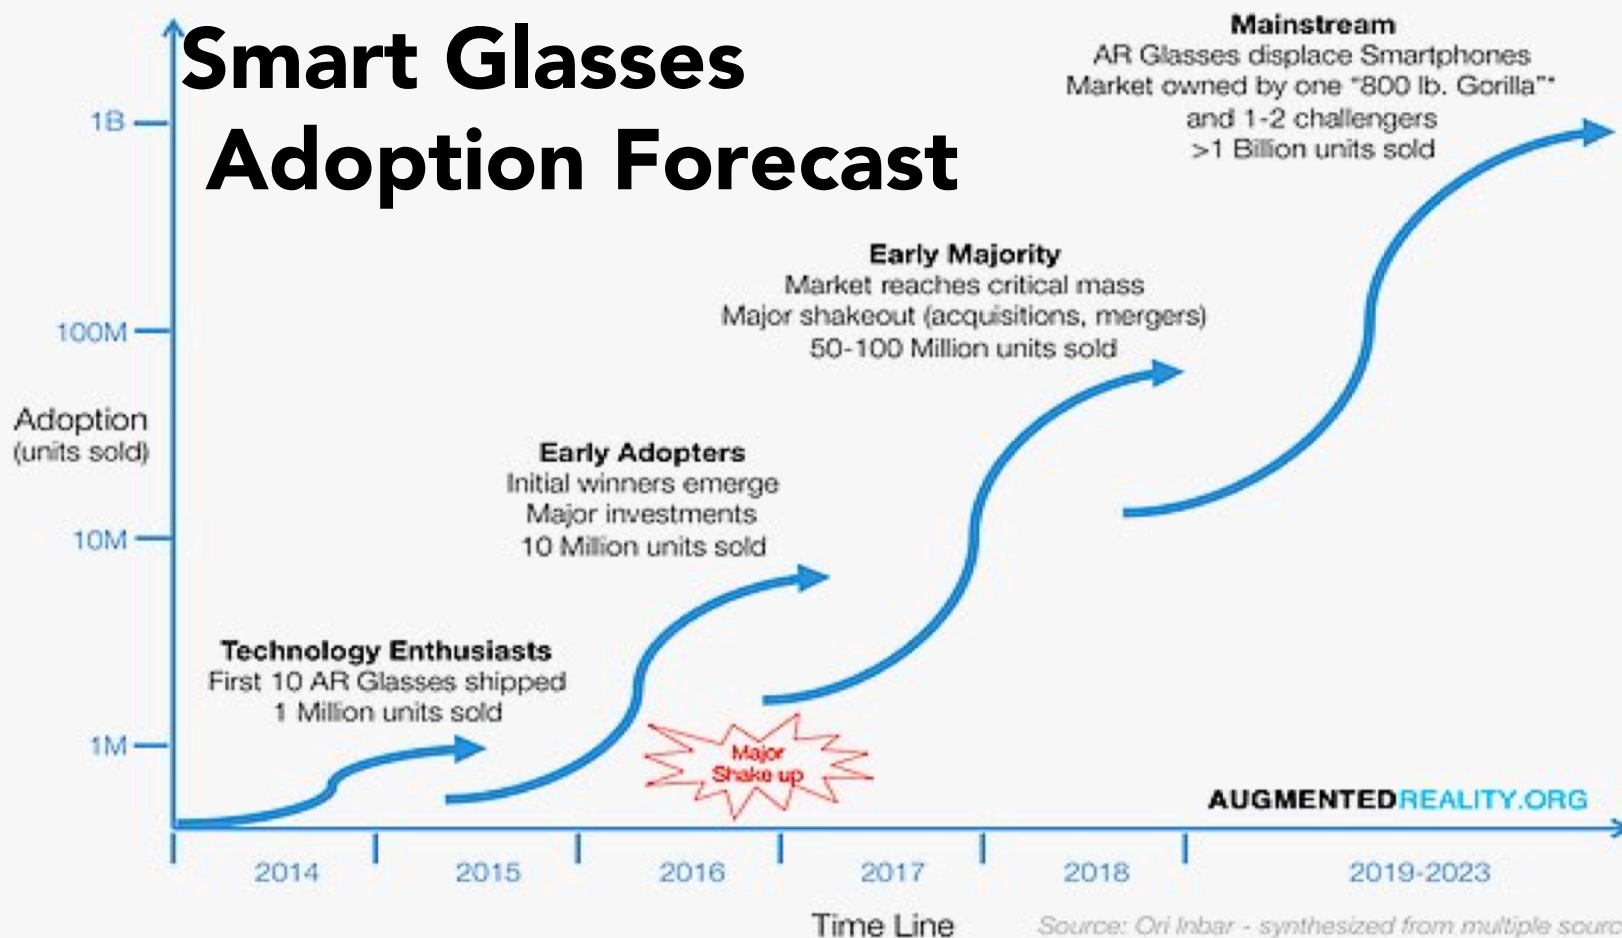 Smart Glasses
Adoption Forecast
Mainstream
AR Glasses displace Smartphones
Market owned by one "800 lb. Gorilla"*
and 1-2 challengers
>1 Billion units sold
1B
Early Majority
Market reaches critical mass
Major shakeout (acquisitions, mergers)
50-100 Million units sold
100M
Adoption
(units sold)
Early Adopters
Initial winners emerge
Major investments
10 Million units sold
10M
Technology Enthusiasts
First 10 AR Glasses shipped
1 Million units sold
1M
Major
Shake up
AUGMENTEDREALITY.ORG
2014 2015 2016 2017 2018 2019-2023
Time Line
Source: Ori Inbar - synthesized from multiple sourc